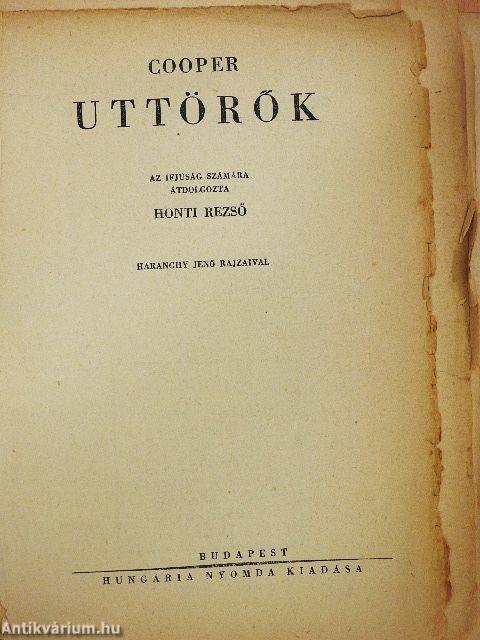 COOPER
UTTÖRŐK
AZ IFJÚSÁG SZÁMÁRA
ÁTDOLGOZTA
HONTI REZSŐ
HARANGHY JENŐ RAJZAIVAL
BUDAPEST
HUNGÁRIA NYOMDA KIADÁSA
Antikvárium.hu